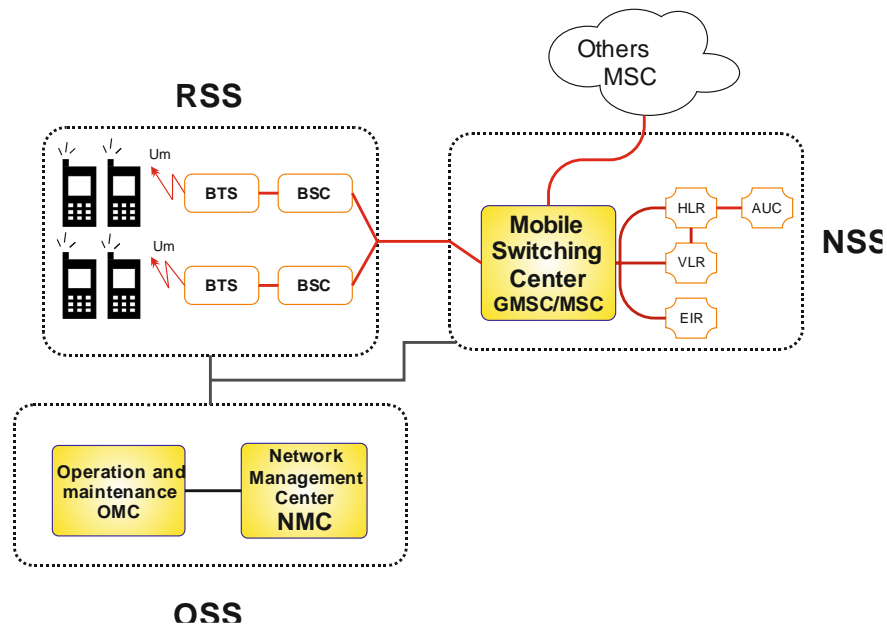 Others
MSC
RSS
Um
BTS
BSC
HLR
AUC
Mobile
Switching
Center
GMSC/MSC
NSS
Um
VLR
BTS
BSC
EIR
Operation and
maintenance
OMC
Network
Management
Center
NMC
OSS